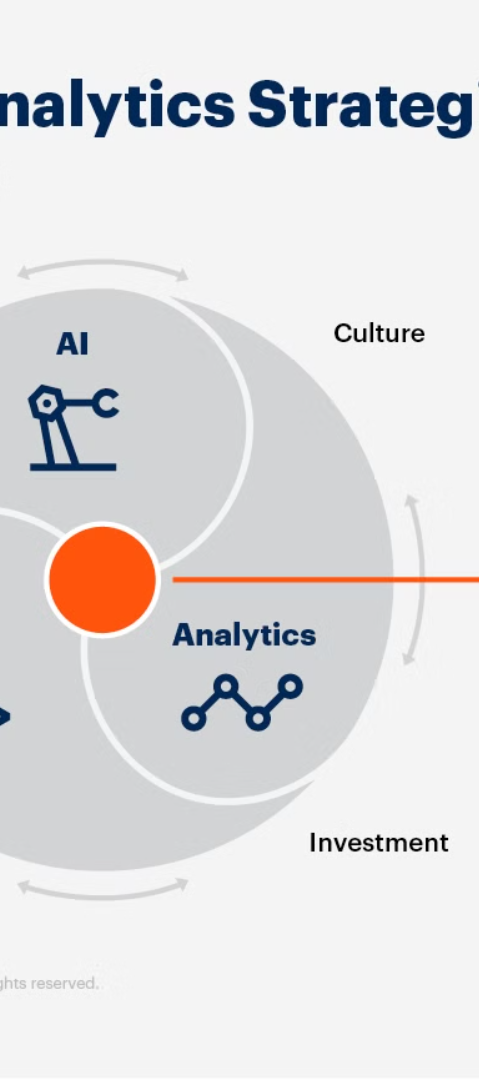 nalytics Strateg
AI
Culture
Analytics
Investment
ghts reserved.